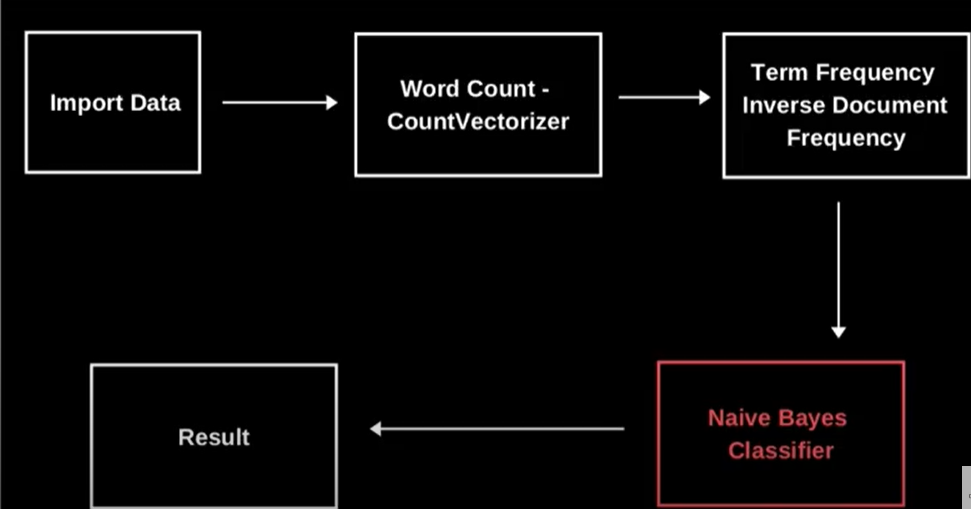 Import Data
Word Count -
CountVectorizer
Term Frequency
Inverse Document
Frequency
Naive Bayes
Classifier
Result